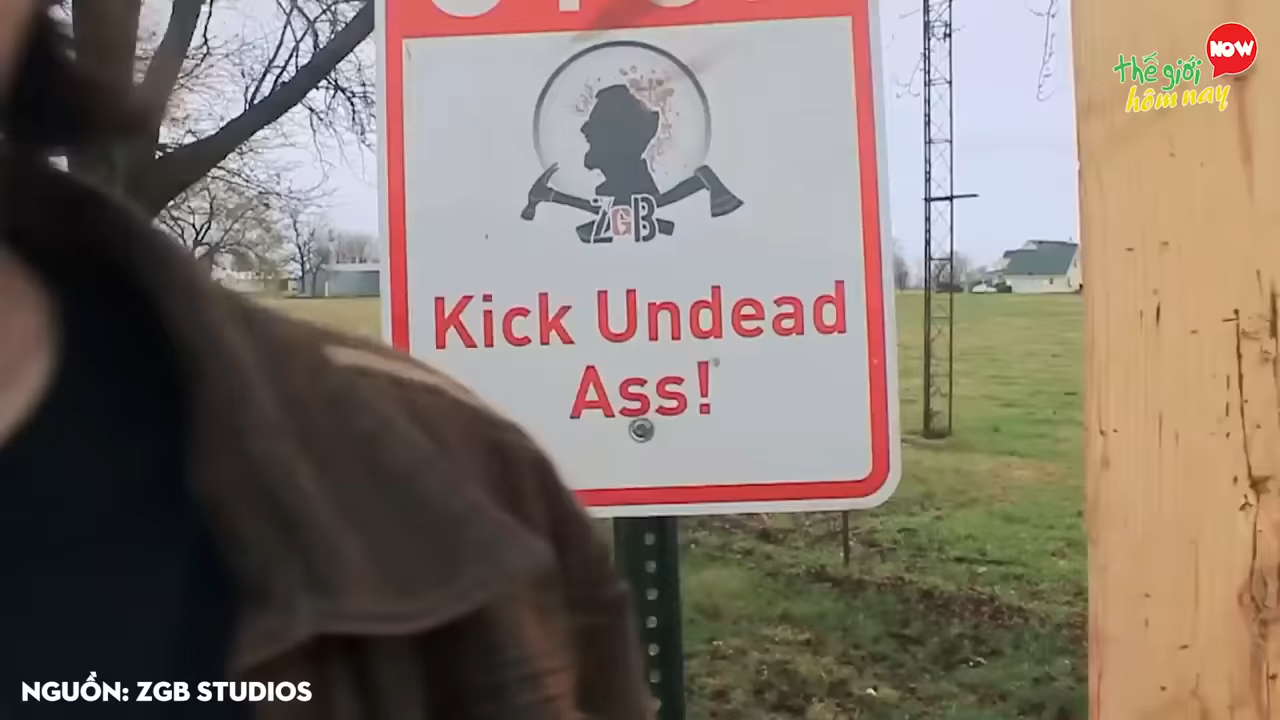 NOW
thế giới
hôm nay
ZGB
Kick Undead
Ass!
NGUỒN: ZGB STUDIOS